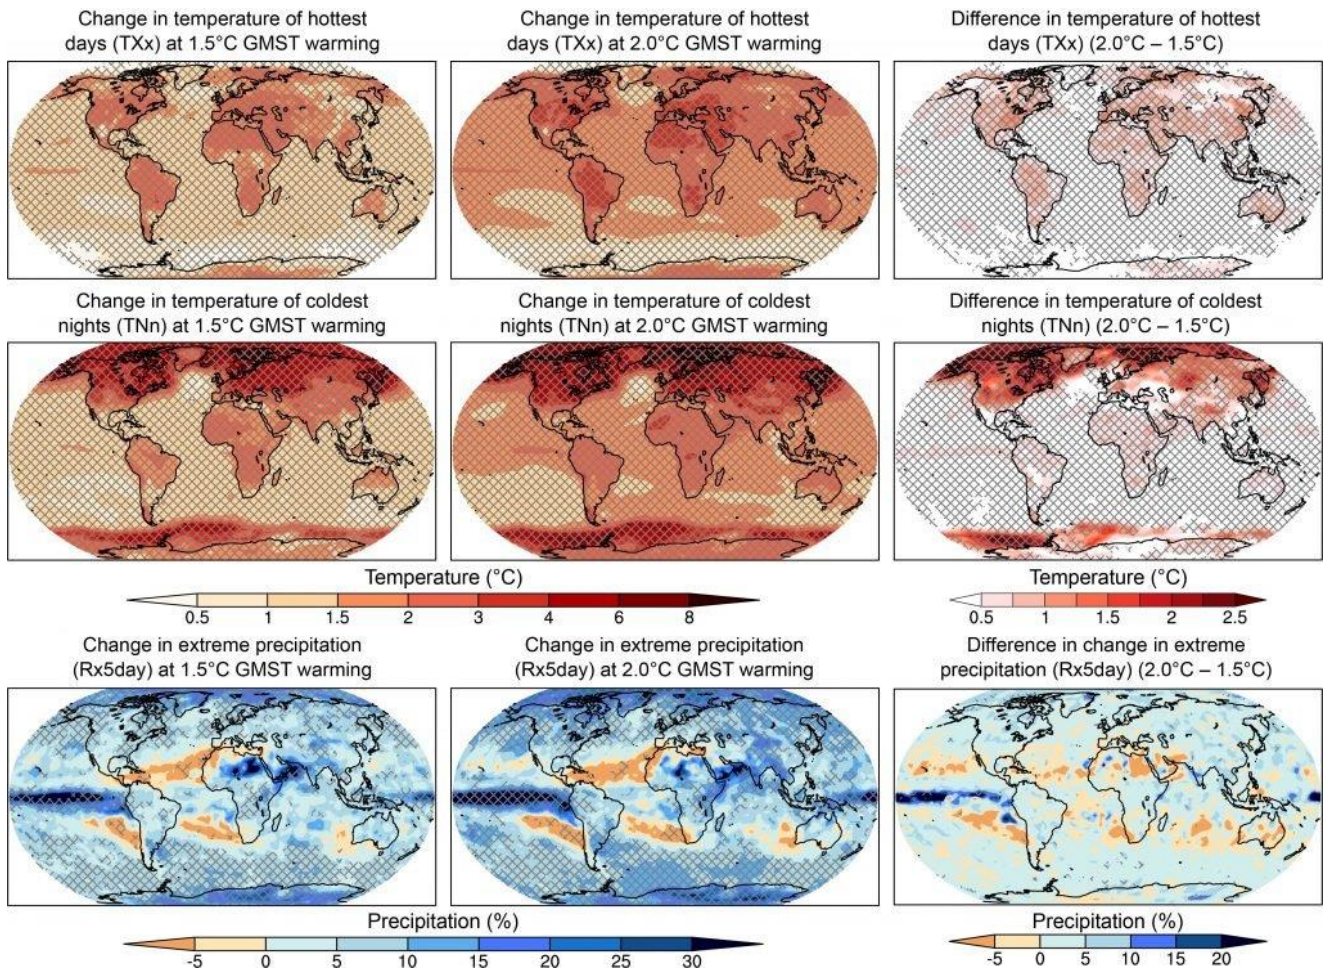 Change in temperature of hottest
days (TXx) at 1.5°C GMST warming
Change in temperature of hottest
days (TXx) at 2.0°C GMST warming
Difference in temperature of hottest
days (TXx) (2.0°C – 1.5°C)
Change in temperature of coldest
nights (TNn) at 1.5°C GMST warming
Change in temperature of coldest
nights (TNn) at 2.0°C GMST warming
Difference in temperature of coldest
nights (TNn) (2.0°C – 1.5°C)
Temperature (°C)
0.5 1 1.5 2 3 4 6 8
Temperature (°C)
0.5 1 1.5 2 2.5
Change in extreme precipitation
(Rx5day) at 1.5°C GMST warming
Change in extreme precipitation
(Rx5day) at 2.0°C GMST warming
Difference in change in extreme
precipitation (Rx5day) (2.0°C – 1.5°C)
Precipitation (%)
-5 0 5 10 15 20 25 30
Precipitation (%)
-5 0 5 10 15 20